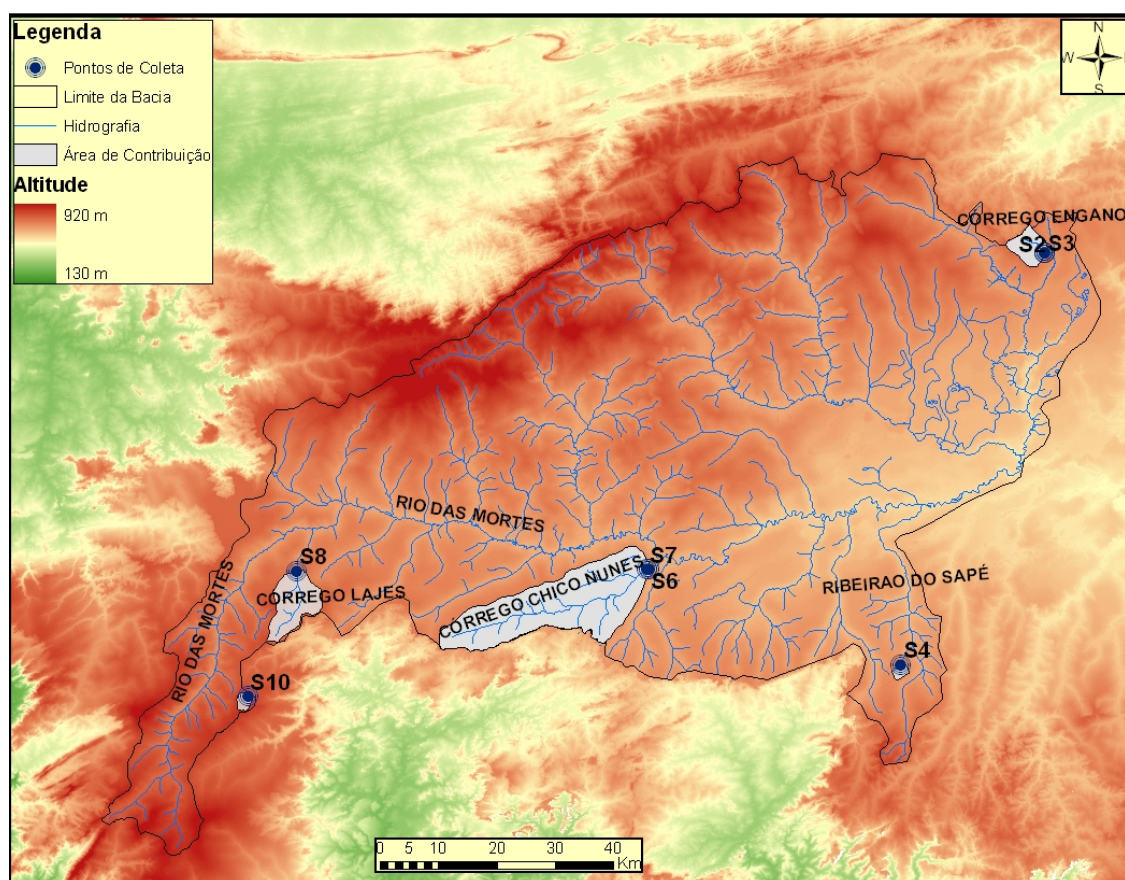 Legenda
Pontos de Coleta
Limite da Bacia
Hidrografia
Área de Contribuição
Altitude
920 m
130 m
N
W
S
CORREGO ENGANO
S2 S3
RIO DAS MORTES
S7
CORREGO CHICO NUNES
S6
S8
CORREGO LAJES
RIBEIRAO DO SAPÉ
RIO DAS MORTES
S4
S10
0 5 10 20 30 40
Km